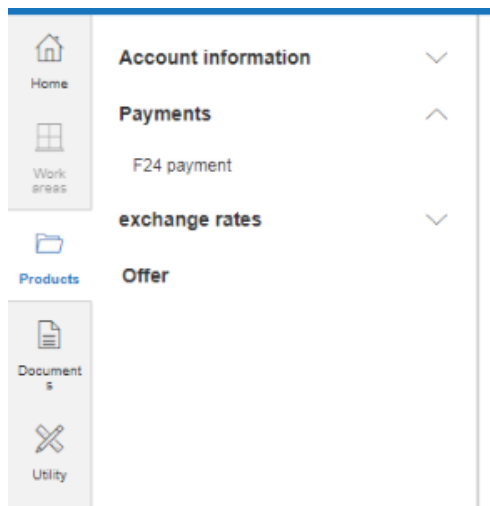 Home
Work
areas
Products
Document
s
Utility
Account information
Payments
F24 payment
exchange rates
Offer